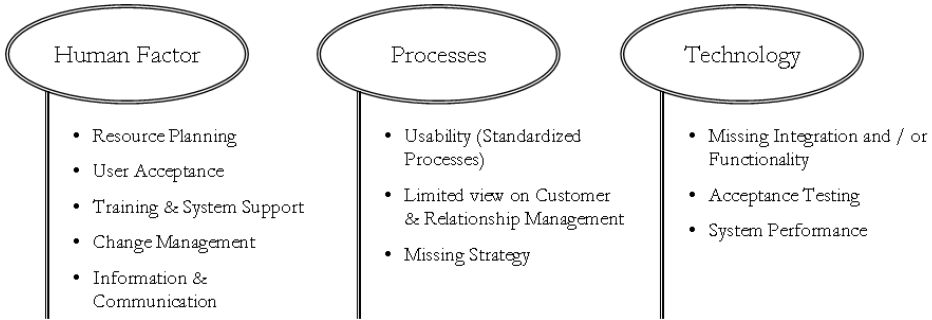 Human Factor
• Resource Planning
• User Acceptance
• Training & System Support
• Change Management
• Information &
Communication
Processes
• Usability (Standardized
Processes)
• Limited view on Customer
& Relationship Management
• Missing Strategy
Technology
• Missing Integration and / or
Functionality
• Acceptance Testing
• System Performance